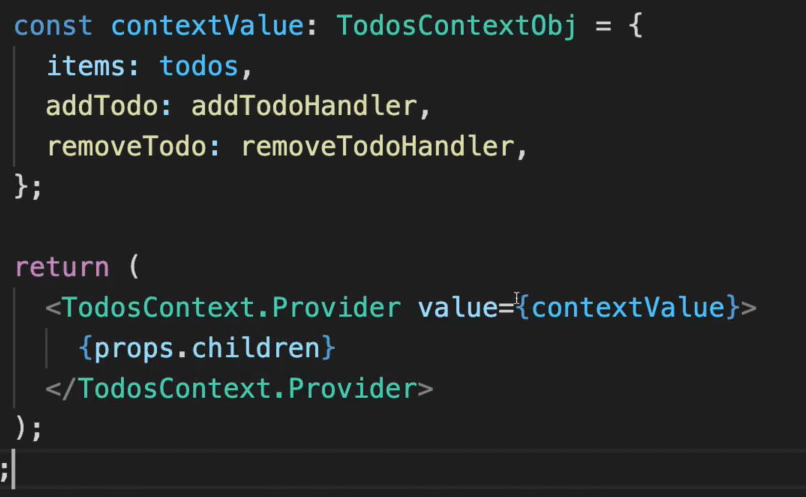 const contextValue: TodosContextObj = {
items: todos,
addTodo: addTodoHandler,
removeTodo: removeTodoHandler,
};
return (
<TodosContext.Provider value={contextValue}>
{props.children}
</TodosContext.Provider>
);
;